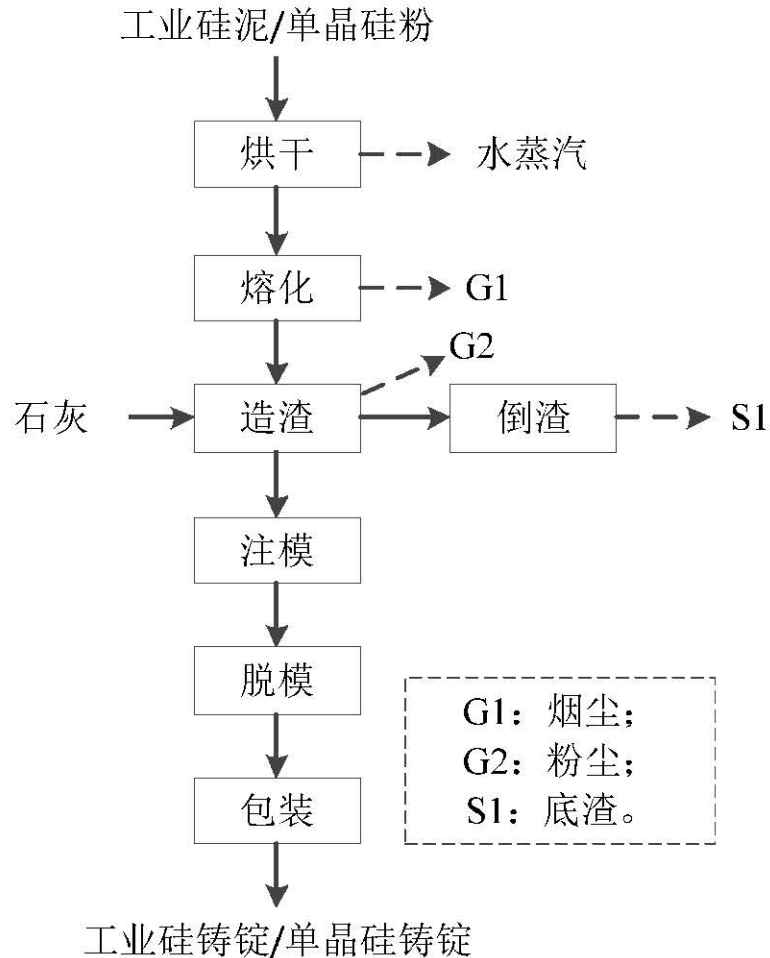 工业硅泥/单晶硅粉
烘干
水蒸汽
熔化
G1
G2
石灰
造渣
倒渣
S1
注模
脱模
G1：烟尘；
G2：粉尘；
S1：底渣。
包装
工业硅铸锭/单晶硅铸锭